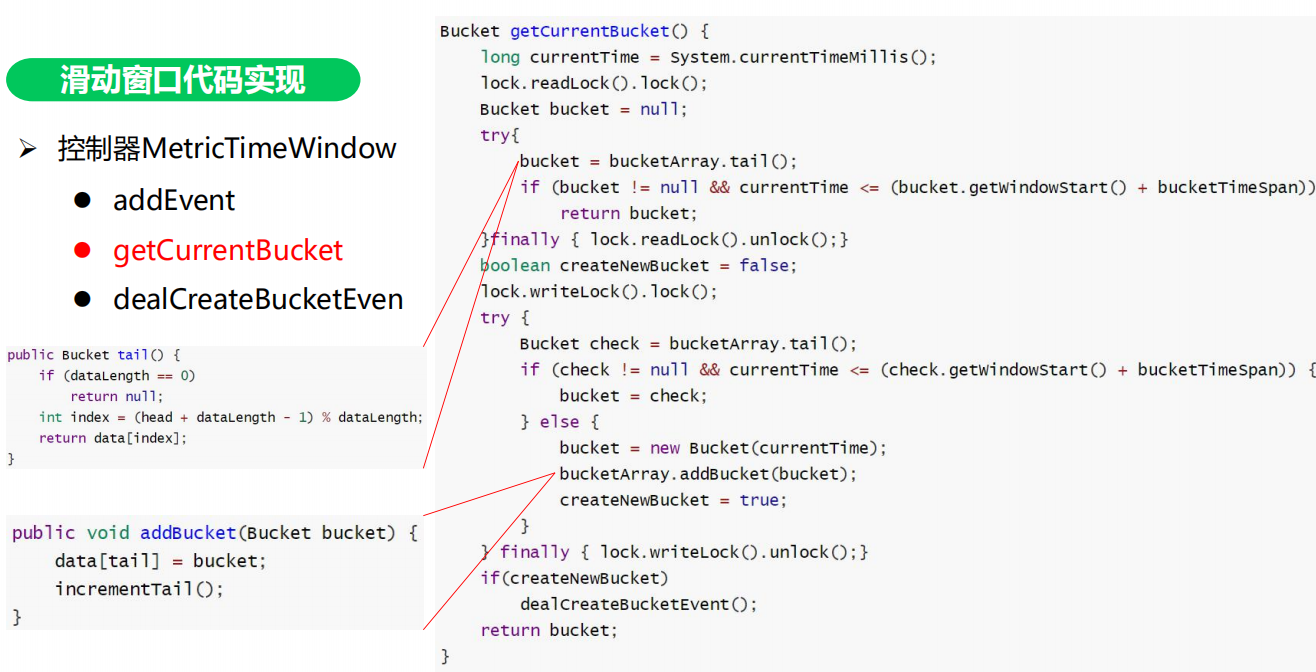 滑动窗口代码实现
控制器MetricTimeWindow
addEvent
getCurrentBucket
dealCreateBucketEven
public Bucket tail() {
if (dataLength == 0)
return null;
int index = (head + dataLength - 1) % dataLength;
return data[index];
}
public void addBucket(Bucket bucket) {
data[tail] = bucket;
incrementTail();
}
Bucket getCurrentBucket() {
long currentTime = System.currentTimeMillis();
lock.readLock().lock();
Bucket bucket = null;
try{
bucket = bucketArray.tail();
if (bucket != null && currentTime <= (bucket.getWindowStart() + bucketTimeSpan))
return bucket;
}finally { lock.readLock().unlock();}
boolean createNewBucket = false;
lock.writeLock().lock();
try {
Bucket check = bucketArray.tail();
if (check != null && currentTime <= (check.getWindowStart() + bucketTimeSpan)) {
bucket = check;
} else {
bucket = new Bucket(currentTime);
bucketArray.addBucket(bucket);
createNewBucket = true;
}
} finally { lock.writeLock().unlock();}
if(createNewBucket)
dealCreateBucketEvent();
return bucket;
}